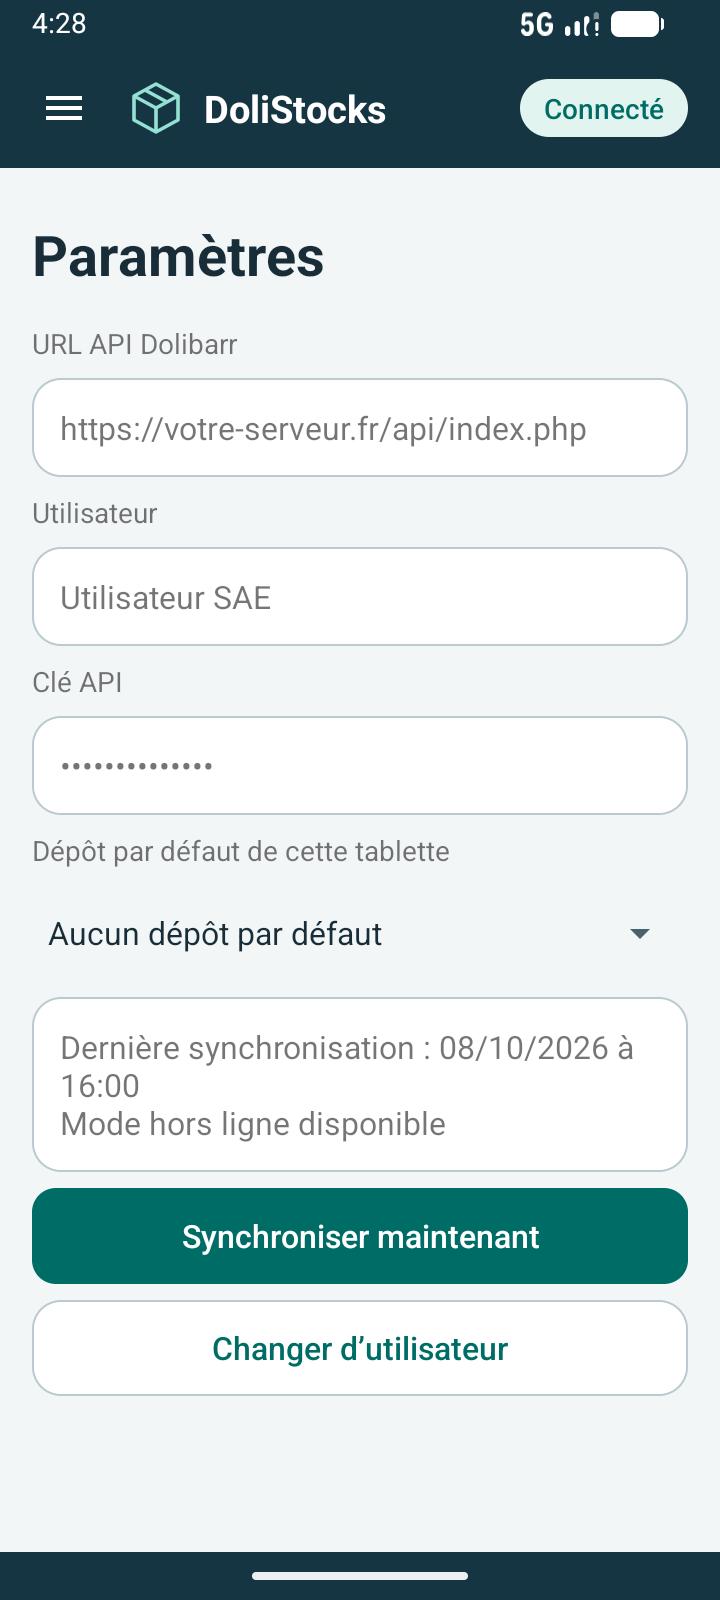 4:28
5G
DoliStocks
Connecté
Paramètres
URL API Dolibarr
https://votre-serveur.fr/api/index.php
Utilisateur
Utilisateur SAE
Clé API
••••••••••••••
Dépôt par défaut de cette tablette
Aucun dépôt par défaut
Dernière synchronisation : 08/10/2026 à
16:00
Mode hors ligne disponible
Synchroniser maintenant
Changer d’utilisateur